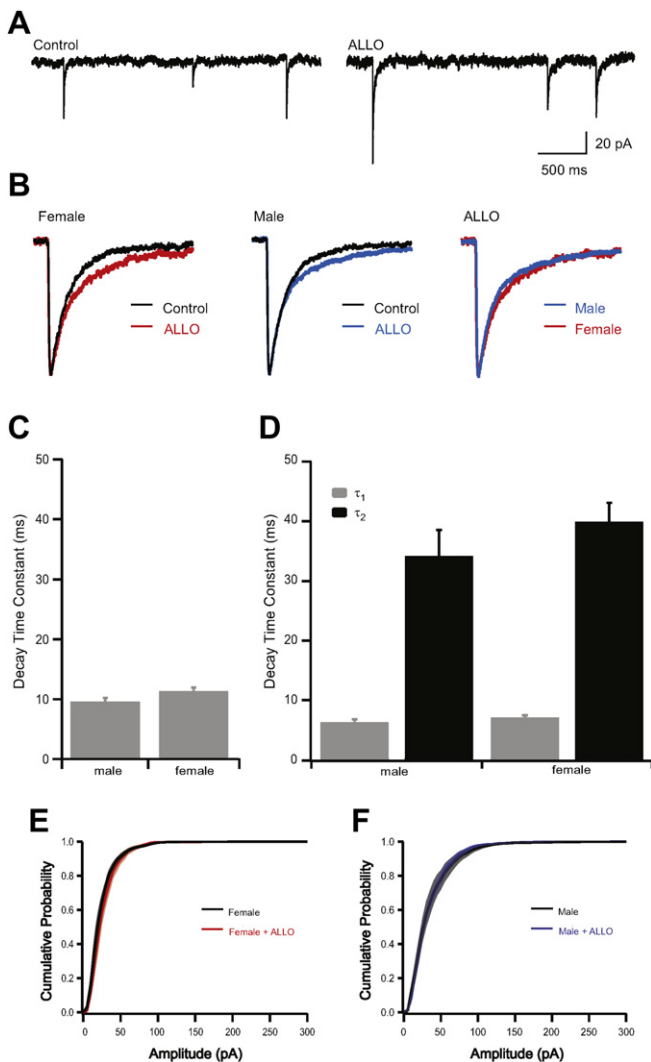 A
Control
ALLO
20 pA
500 ms
B
Female
Male
ALLO
Control
ALLO
Control
ALLO
Male
Female
C
D
Decay Time Constant (ms)
50
40
30
20
10
0
male
female
Decay Time Constant (ms)
50
40
30
20
10
0
τ1
τ2
male
female
E
F
Cumulative Probability
1.0
0.8
0.6
0.4
0.2
0.0
Female
Female + ALLO
0
50
100
150
200
250
300
Amplitude (pA)
Cumulative Probability
1.0
0.8
0.6
0.4
0.2
0.0
Male
Male + ALLO
0
50
100
150
200
250
300
Amplitude (pA)